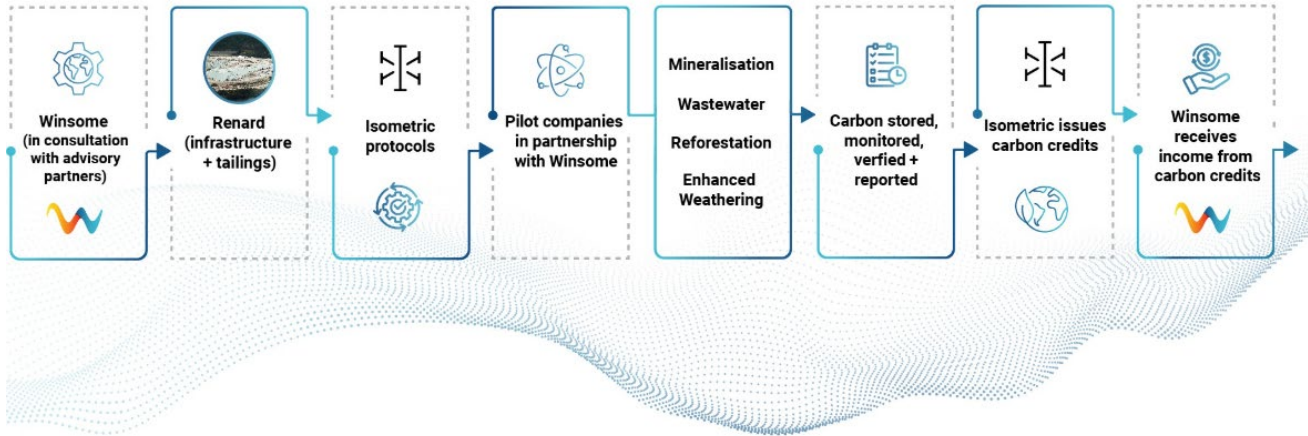 Winsome
(in consultation
with advisory
partners)
Renard
(infrastructure
+ tailings)
Isometric
protocols
Pilot companies
in partnership
with Winsome
Mineralisation
Wastewater
Reforestation
Enhanced
Weathering
Carbon stored,
monitored,
verfied +
reported
Isometric issues
carbon credits
Winsome
receives
income from
carbon credits